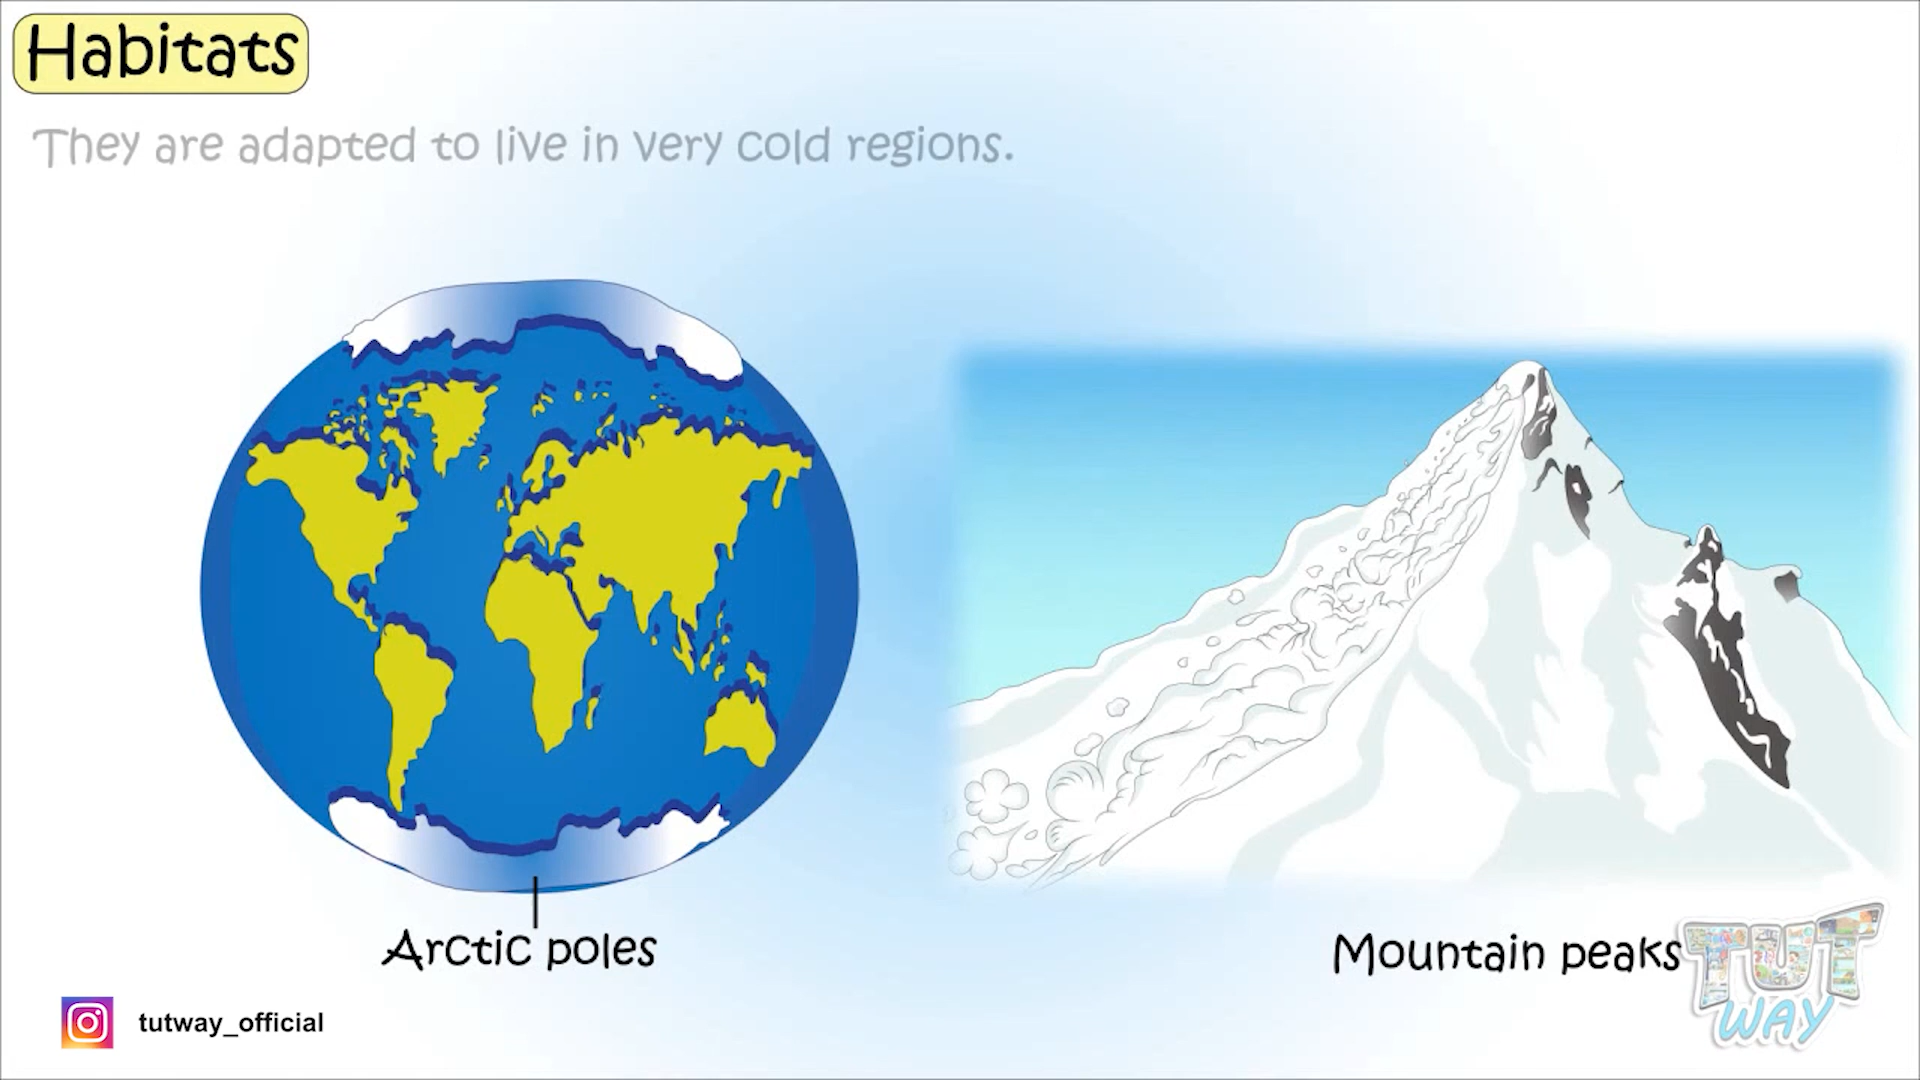 Habitats
They are adapted to live in very cold regions.
Arctic poles
Mountain peaks
TUT
WAY
tutway_official